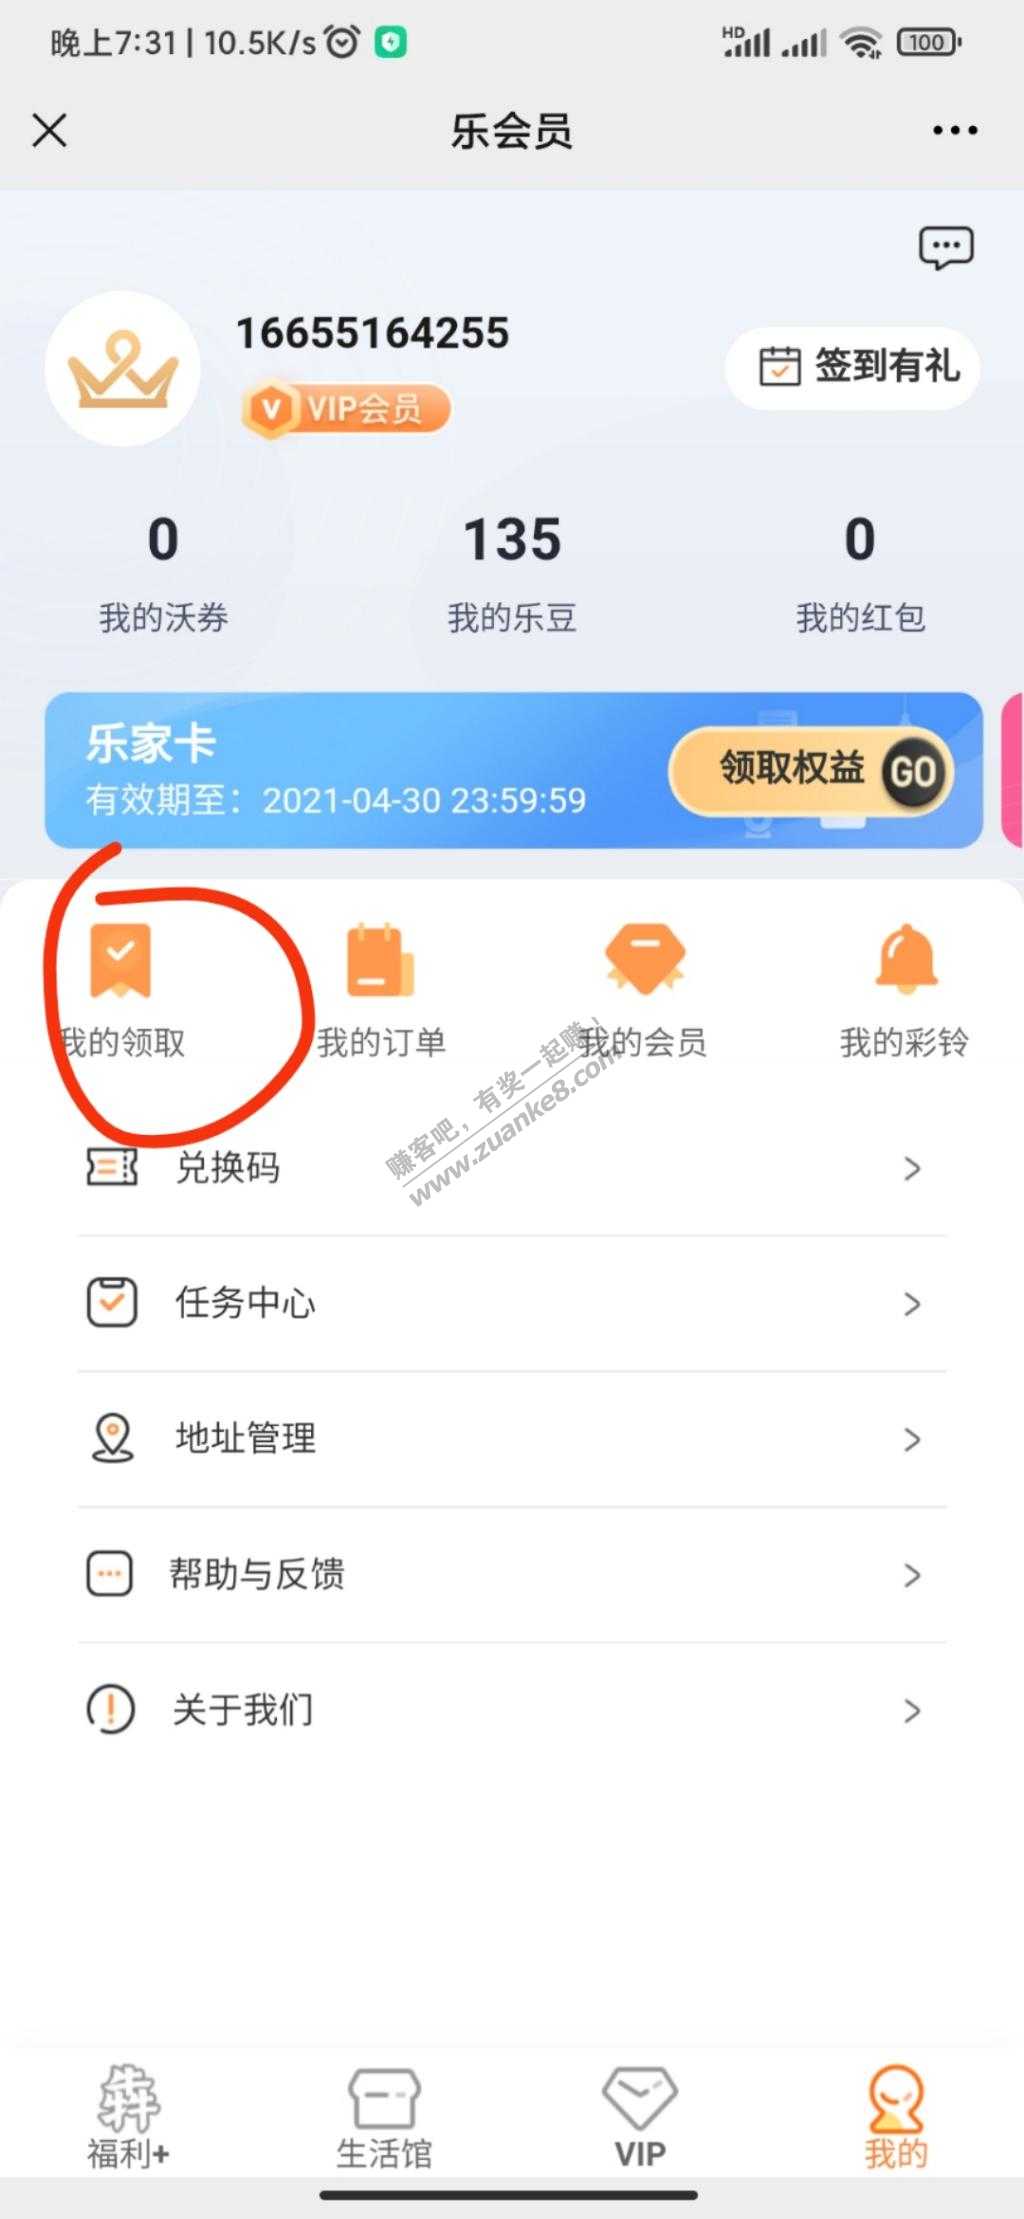 晚上7:31 | 10.5K/s
HD
100
乐会员
16655164255
签到有礼
V VIP会员
0
135
0
我的沃券
我的乐豆
我的红包
乐家卡
有效期至：2021-04-30 23:59:59
领取权益 GO
我的领取
我的订单
我的会员
我的彩铃
赚客吧，有奖一起赚！
www.zuanke8.com
兑换码
任务中心
地址管理
帮助与反馈
关于我们
犇
福利+
生活馆
VIP
我的